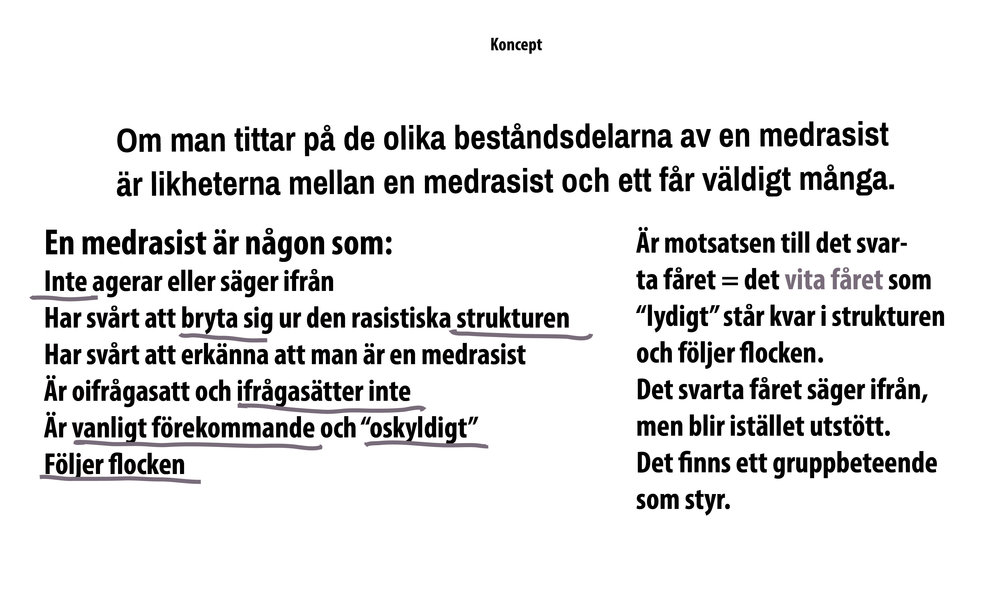 Koncept
Om man tittar på de olika beståndsdelarna av en medrasist
är likheterna mellan en medrasist och ett får väldigt många.
En medrasist är någon som:
Inte agerar eller säger ifrån
Har svårt att bryta sig ur den rasistiska strukturen
Har svårt att erkänna att man är en medrasist
Är oifrågasatt och ifrågasätter inte
Är vanligt förekommande och “oskyldigt”
Följer flocken
Är motsatsen till det svar-
ta fåret = det vita fåret som
“lydigt” står kvar i strukturen
och följer flocken.
Det svarta fåret säger ifrån,
men blir istället utstött.
Det finns ett gruppbeteende
som styr.